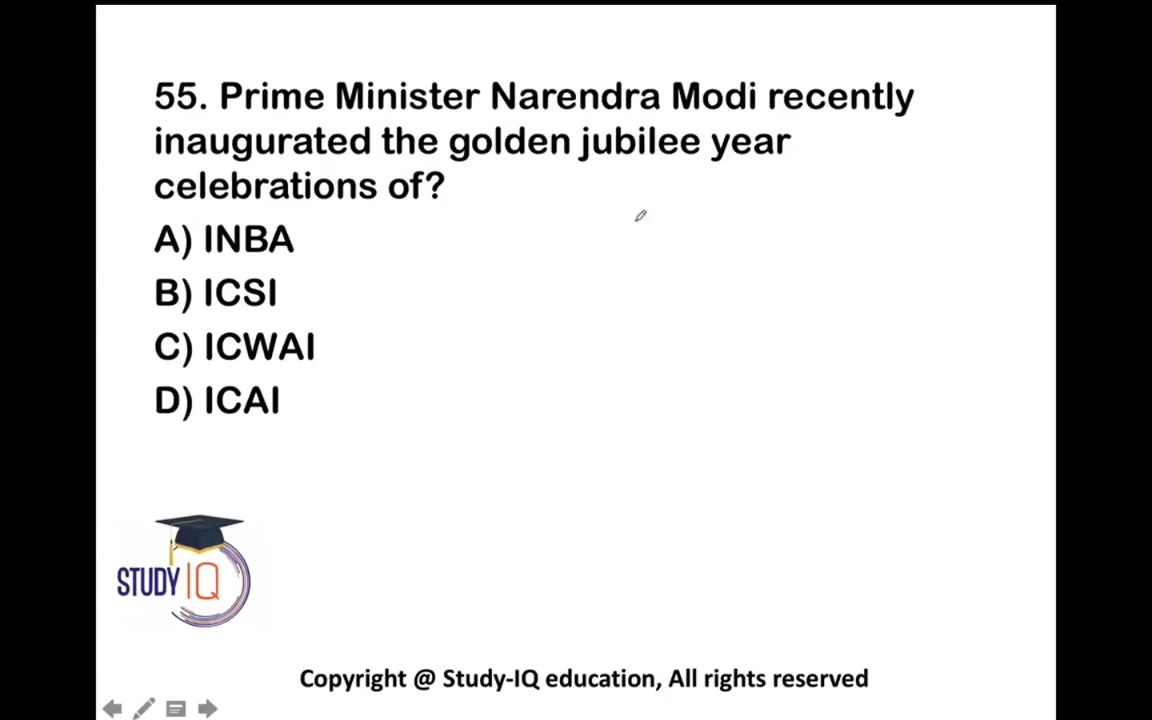 55. Prime Minister Narendra Modi recently
inaugurated the golden jubilee year
celebrations of?
A) INBA
B) ICSI
C) ICWAI
D) ICAI
STUDY IQ
Copyright @ Study-IQ education, All rights reserved